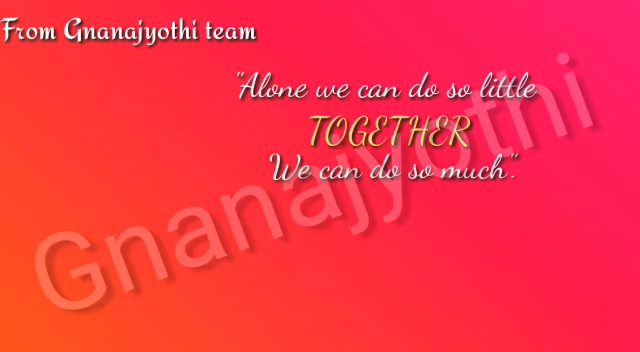 From Gnanajyothi team
"Alone we can do so little
TOGETHER
We can do so much".
Gnanajyothi